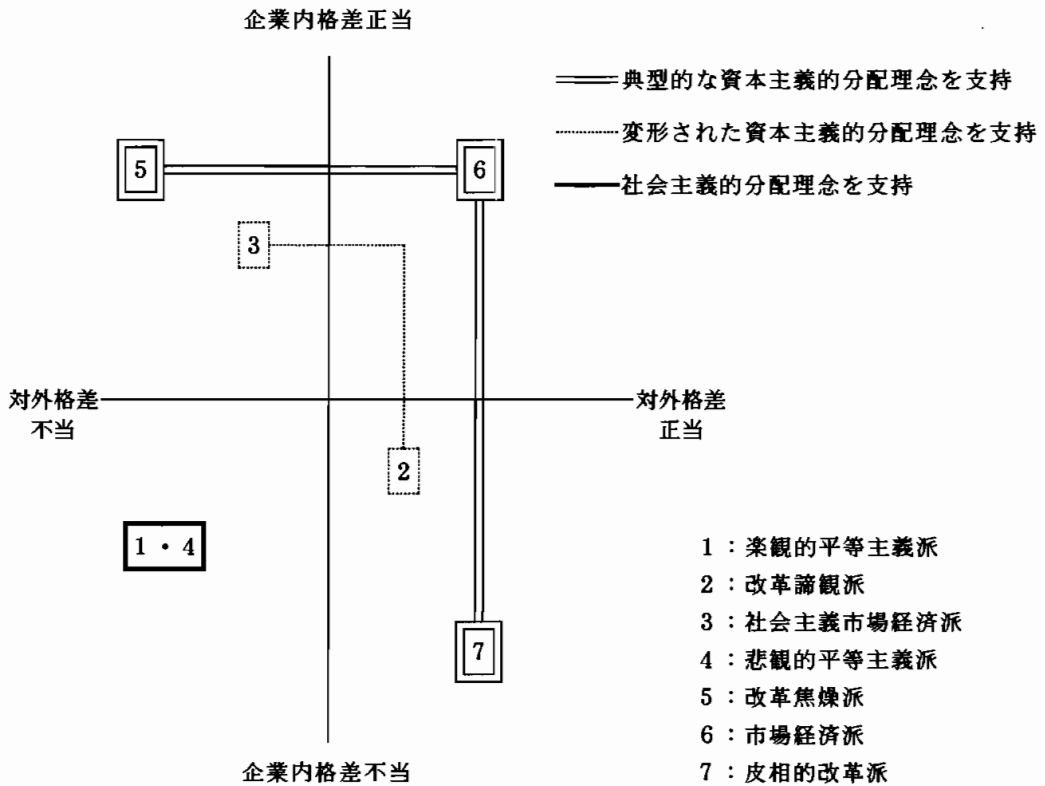 企業内格差正当
典型的な資本主義的分配理念を支持
変形された資本主義的分配理念を支持
社会主義的分配理念を支持
5
6
3
対外格差
不当
対外格差
正当
2
1・4
7
1：楽観的平等主義派
2：改革諦観派
3：社会主義市場経済派
4：悲観的平等主義派
5：改革焦燥派
6：市場経済派
7：皮相的改革派
企業内格差不当